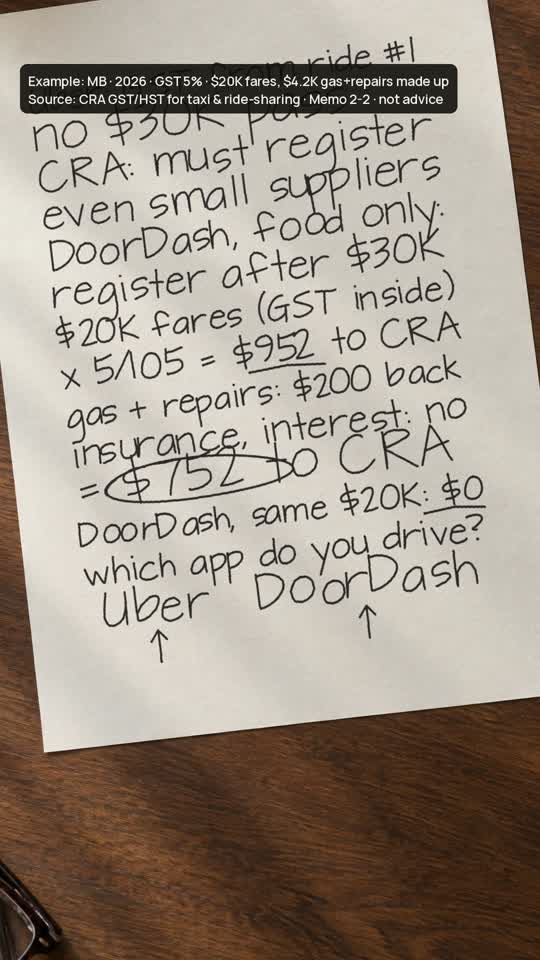 from ride #1
Example: MB · 2026 · GST 5% · $20K fares, $4.2K gas+repairs made up
Source: CRA GST/HST for taxi & ride-sharing · Memo 2-2 · not advice
no $30K pass
CRA: must register
even small suppliers
DoorDash, food only:
register after $30K
$20K fares (GST inside)
x 5/105 = $952 to CRA
gas + repairs: $200 back
insurance, interest: no
= $752 to CRA
DoorDash, same $20K: $0
which app do you drive?
Uber DoorDash
↑ ↑